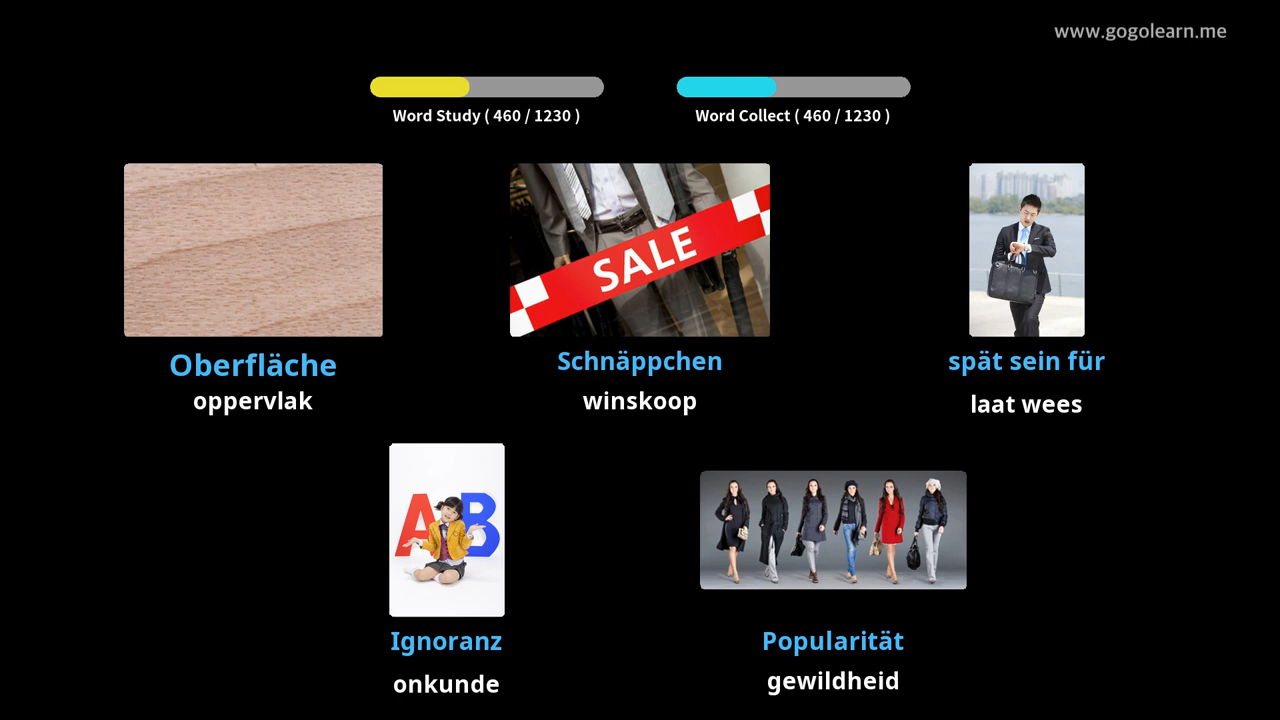 www.gogolearn.me
Word Study ( 460 / 1230 )
Word Collect ( 460 / 1230 )
SALE
Oberfläche
oppervlak
Schnäppchen
winskoop
spät sein für
laat wees
A B
Ignoranz
onkunde
Popularität
gewildheid